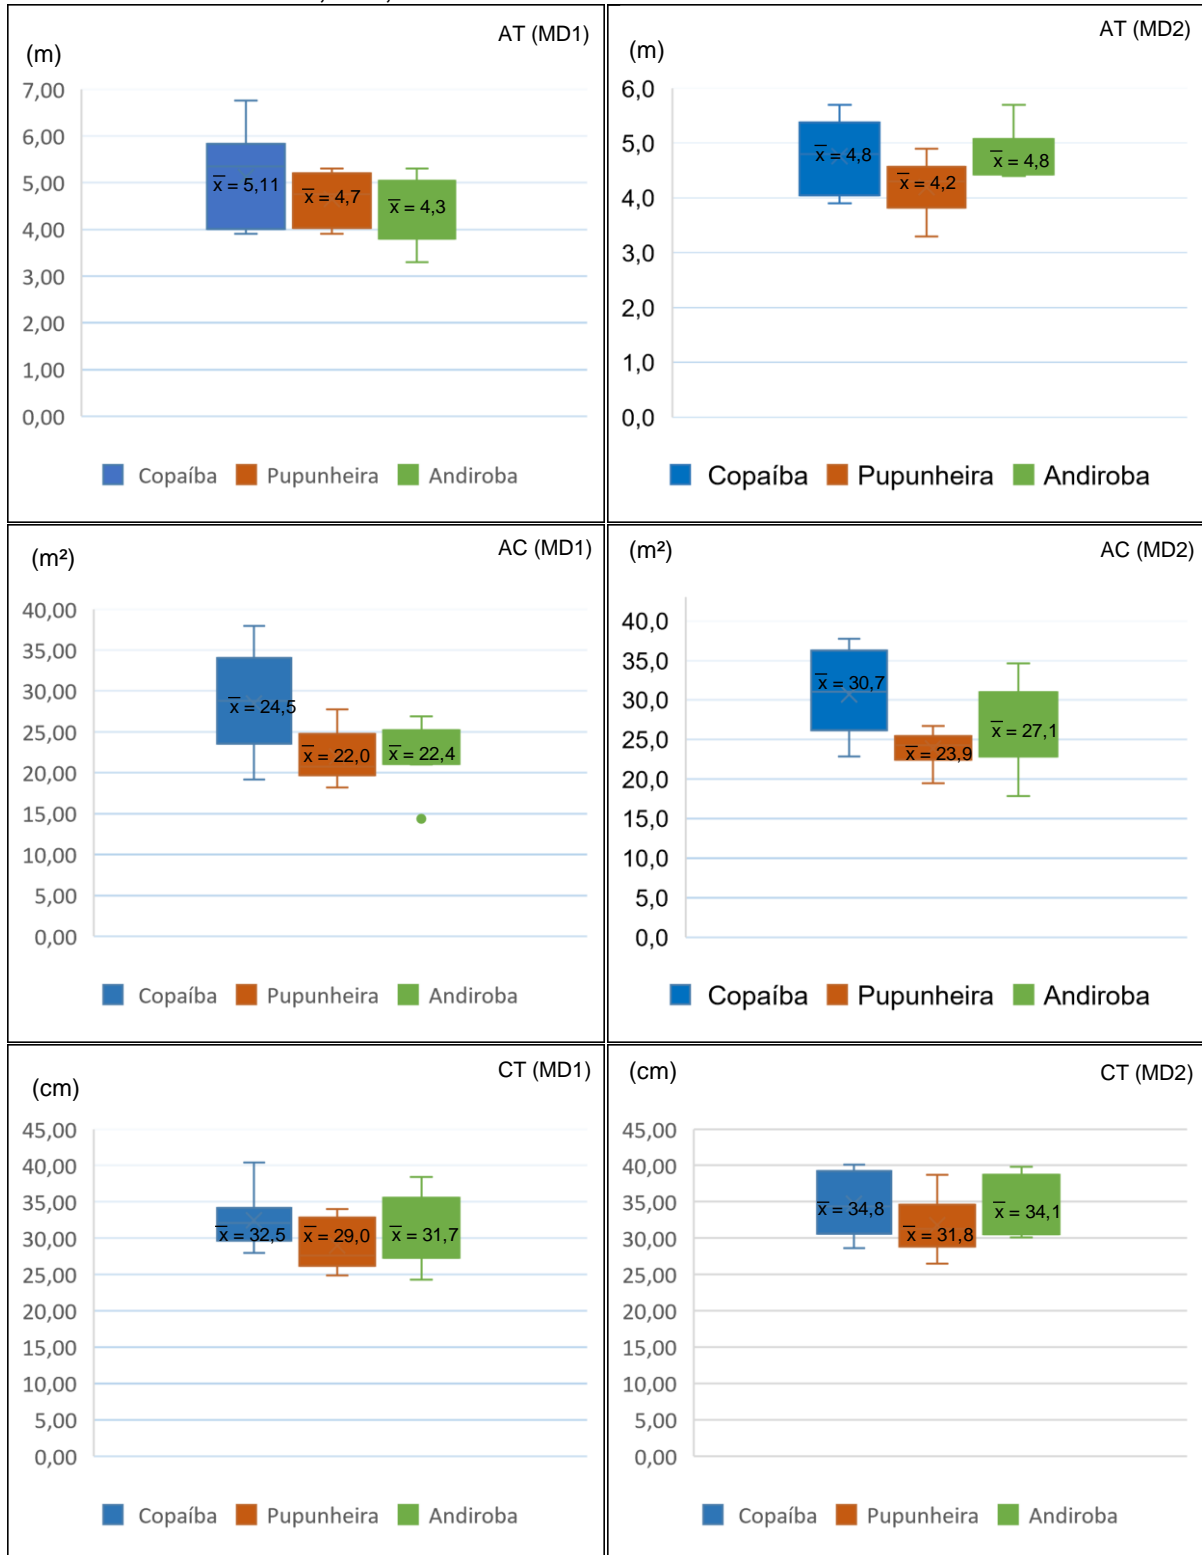 AT (MD1)
(m)
7,00
6,00
5,00
4,00
3,00
2,00
1,00
0,00
x̅ = 5,11
x̅ = 4,7
x̅ = 4,3
Copaíba Pupunheira Andiroba
AT (MD2)
(m)
6,0
5,0
4,0
3,0
2,0
1,0
0,0
x̅ = 4,8
x̅ = 4,2
x̅ = 4,8
Copaíba Pupunheira Andiroba
AC (MD1)
(m²)
40,00
35,00
30,00
25,00
20,00
15,00
10,00
5,00
0,00
x̅ = 24,5
x̅ = 22,0
x̅ = 22,4
Copaíba Pupunheira Andiroba
AC (MD2)
(m²)
40,0
35,0
30,0
25,0
20,0
15,0
10,0
5,0
0,0
x̅ = 30,7
x̅ = 23,9
x̅ = 27,1
Copaíba Pupunheira Andiroba
CT (MD1)
(cm)
45,00
40,00
35,00
30,00
25,00
20,00
15,00
10,00
5,00
0,00
x̅ = 32,5
x̅ = 29,0
x̅ = 31,7
Copaíba Pupunheira Andiroba
CT (MD2)
(cm)
45,00
40,00
35,00
30,00
25,00
20,00
15,00
10,00
5,00
0,00
x̅ = 34,8
x̅ = 31,8
x̅ = 34,1
Copaíba Pupunheira Andiroba